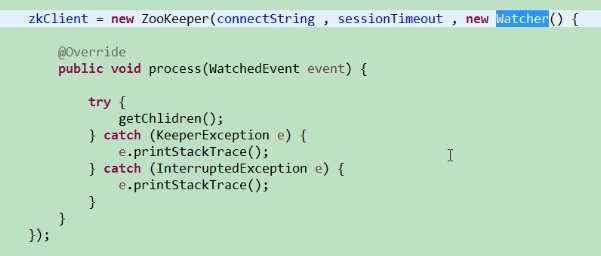 zkClient = new ZooKeeper(connectString , sessionTimeout , new Watcher() {
@Override
public void process(WatchedEvent event) {
try {
getChlidren();
} catch (KeeperException e) {
e.printStackTrace();
} catch (InterruptedException e) {
e.printStackTrace();
}
}
});